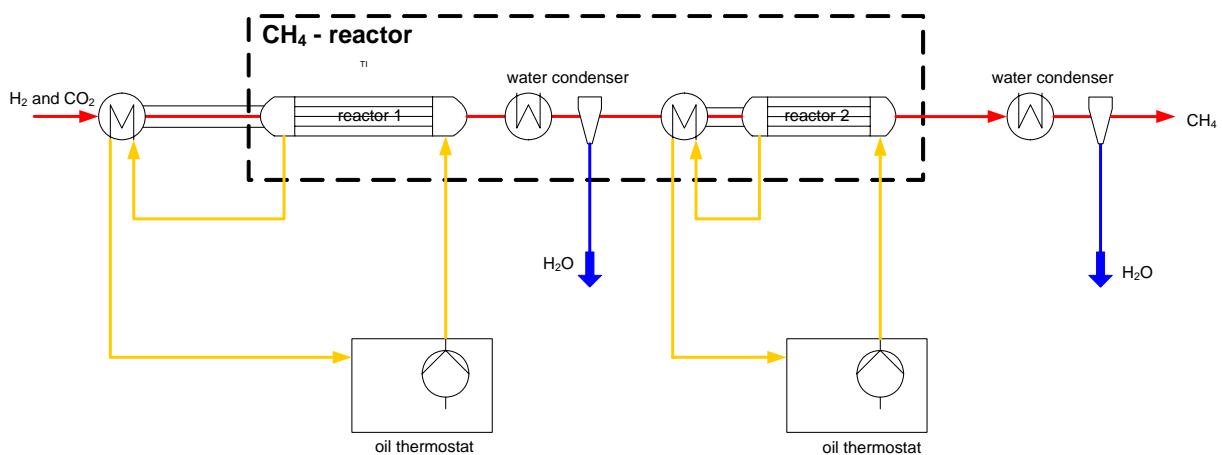 CH₄ - reactor
TI
water condenser
water condenser
H₂ and CO₂
reactor 1
reactor 2
CH₄
H₂O
H₂O
oil thermostat
oil thermostat